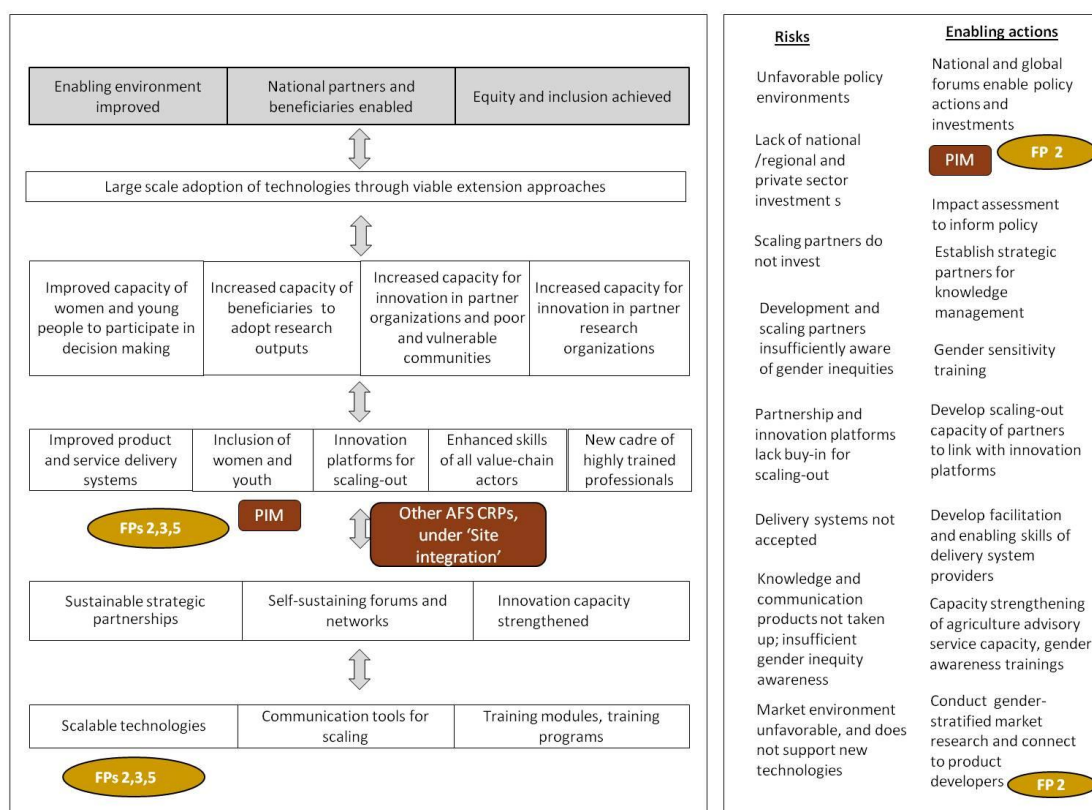 Enabling environment
improved
National partners and
beneficiaries enabled
Equity and inclusion achieved
Large scale adoption of technologies through viable extension approaches
Improved capacity of
women and young
people to participate in
decision making
Increased capacity of
beneficiaries to
adopt research
outputs
Increased capacity for
innovation in partner
organizations and poor
and vulnerable
communities
Increased capacity for
innovation in partner
research
organizations
Improved product
and service delivery
systems
Inclusion of
women and
youth
Innovation
platforms for
scaling-out
Enhanced skills
of all value-chain
actors
New cadre of
highly trained
professionals
FPs 2,3,5
PIM
Other AFS CRPs,
under ‘Site
integration’
Sustainable strategic
partnerships
Self-sustaining forums and
networks
Innovation capacity
strengthened
Scalable technologies
Communication tools for
scaling
Training modules, training
programs
FPs 2,3,5
Risks
Unfavorable policy
environments
Lack of national
/regional and
private sector
investment s
Scaling partners do
not invest
Development and
scaling partners
insufficiently aware
of gender inequities
Partnership and
innovation platforms
lack buy-in for
scaling-out
Delivery systems not
accepted
Knowledge and
communication
products not taken
up; insufficient
gender inequity
awareness
Market environment
unfavorable, and does
not support new
technologies
Enabling actions
National and global
forums enable policy
actions and
investments
PIM
FP 2
Impact assessment
to inform policy
Establish strategic
partners for
knowledge
management
Gender sensitivity
training
Develop scaling-out
capacity of partners
to link with innovation
platforms
Develop facilitation
and enabling skills of
delivery system
providers
Capacity strengthening
of agriculture advisory
service capacity, gender
awareness trainings
Conduct gender-
stratified market
research and connect
to product
developers
FP 2